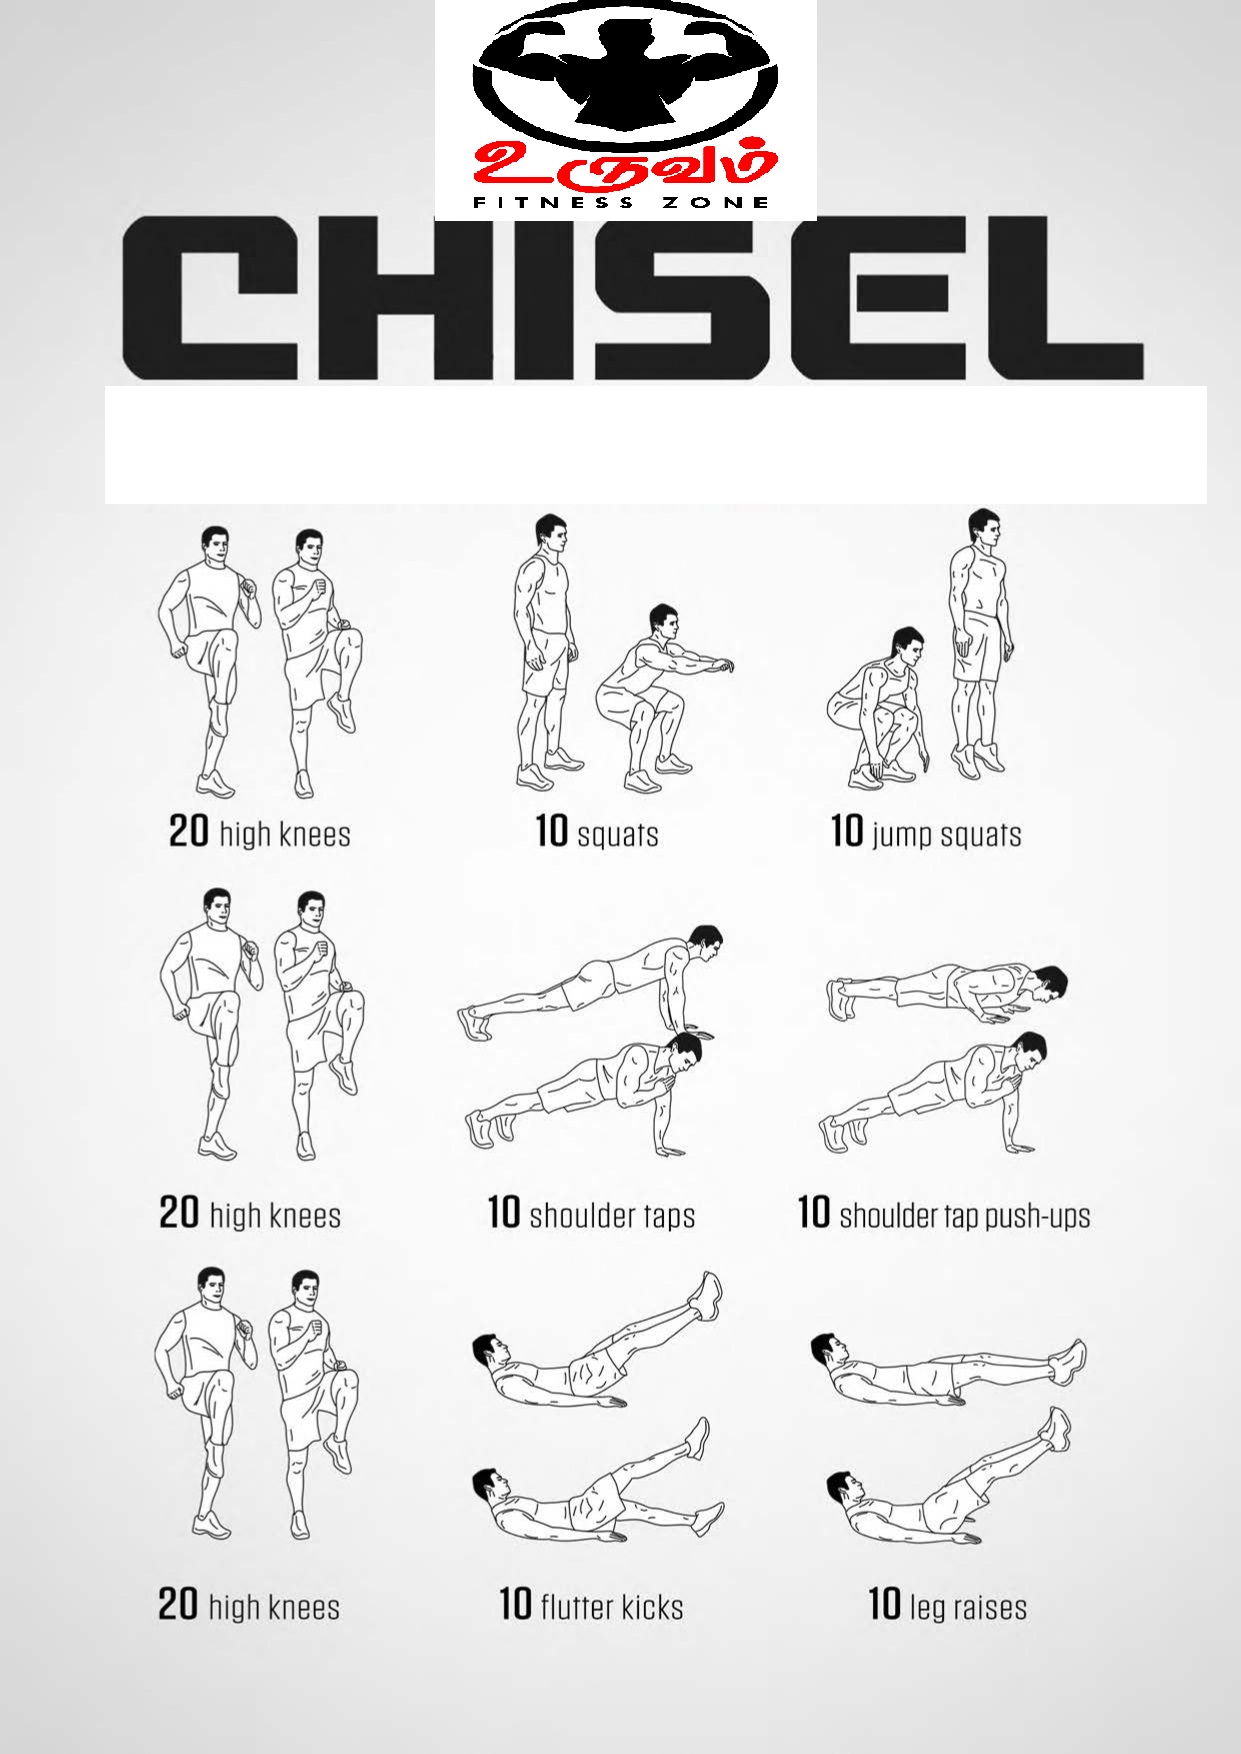 உருவம்
FITNESS ZONE
CHISEL
20 high knees
10 squats
10 jump squats
20 high knees
10 shoulder taps
10 shoulder tap push-ups
20 high knees
10 flutter kicks
10 leg raises